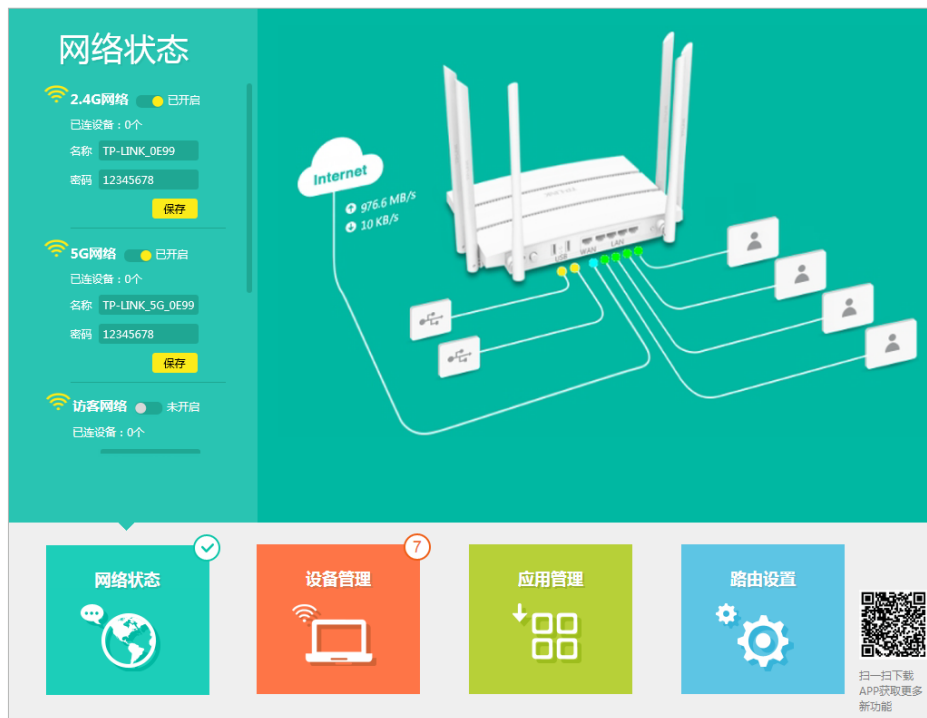 网络状态
2.4G网络 已开启
已连设备：0个
名称 TP-LINK_0E99
密码 12345678
保存
5G网络 已开启
已连设备：0个
名称 TP-LINK_5G_0E99
密码 12345678
保存
访客网络 未开启
已连设备：0个
Internet
976.6 MB/s
10 KB/s
USB WAN LAN
网络状态
设备管理
7
应用管理
路由设置
扫一扫下载
APP获取更多
新功能